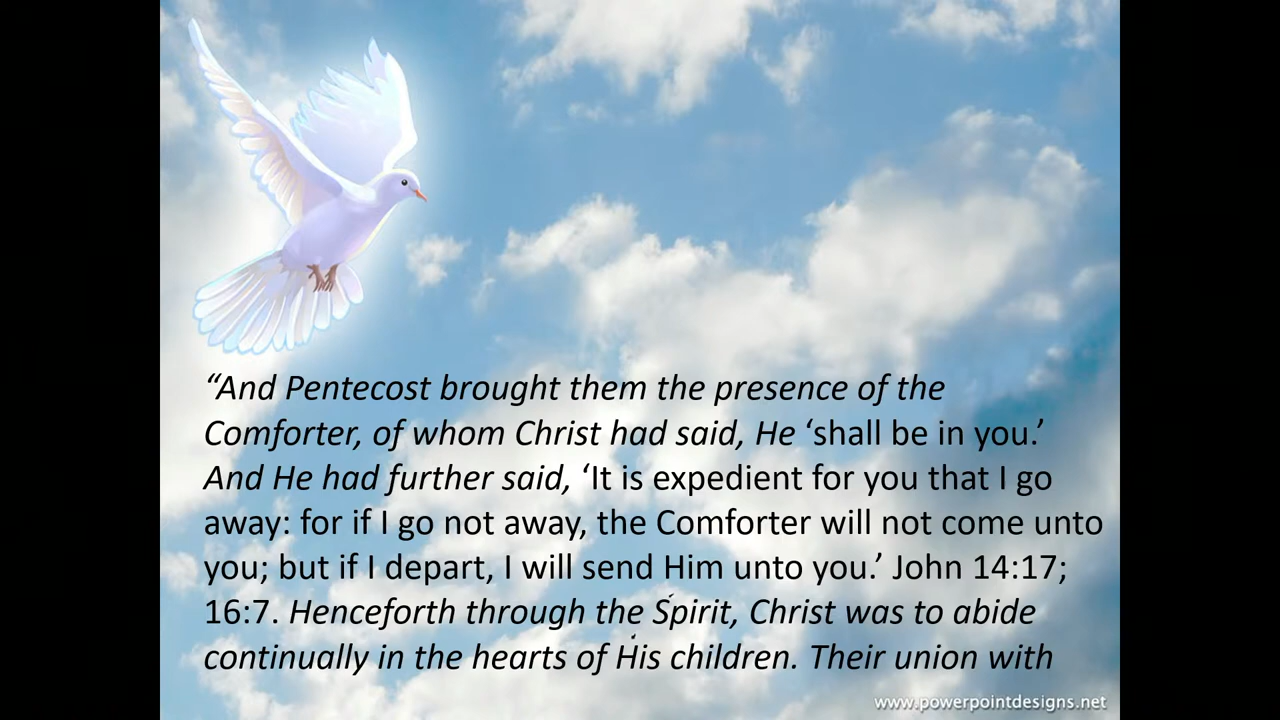 “And Pentecost brought them the presence of the
Comforter, of whom Christ had said, He ‘shall be in you.’
And He had further said, ‘It is expedient for you that I go
away: for if I go not away, the Comforter will not come unto
you; but if I depart, I will send Him unto you.’ John 14:17;
16:7. Henceforth through the Spirit, Christ was to abide
continually in the hearts of His children. Their union with
www.powerpointdesigns.net